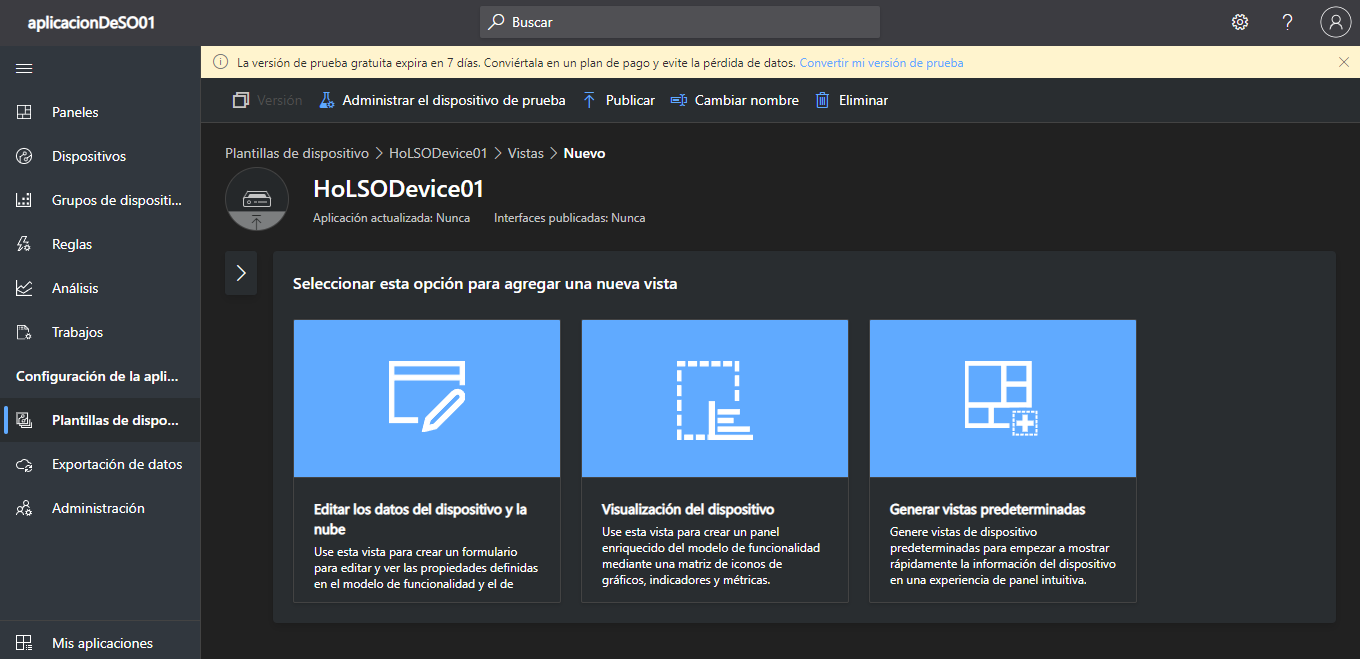 aplicacionDeSO01
Buscar
La versión de prueba gratuita expira en 7 días. Conviértala en un plan de pago y evite la pérdida de datos. Convertir mi versión de prueba
Versión
Administrar el dispositivo de prueba
Publicar
Cambiar nombre
Eliminar
Paneles
Dispositivos
Grupos de dispositi...
Reglas
Análisis
Trabajos
Configuración de la apli...
Plantillas de dispo...
Exportación de datos
Administración
Mis aplicaciones
Plantillas de dispositivo > HoLSODevice01 > Vistas > Nuevo
HoLSODevice01
Aplicación actualizada: Nunca
Interfaces publicadas: Nunca
Seleccionar esta opción para agregar una nueva vista
Editar los datos del dispositivo y la
nube
Use esta vista para crear un formulario
para editar y ver las propiedades definidas
en el modelo de funcionalidad y el de
Visualización del dispositivo
Use esta vista para crear un panel
enriquecido del modelo de funcionalidad
mediante una matriz de iconos de
gráficos, indicadores y métricas.
Generar vistas predeterminadas
Genere vistas de dispositivo
predeterminadas para empezar a mostrar
rápidamente la información del dispositivo
en una experiencia de panel intuitiva.